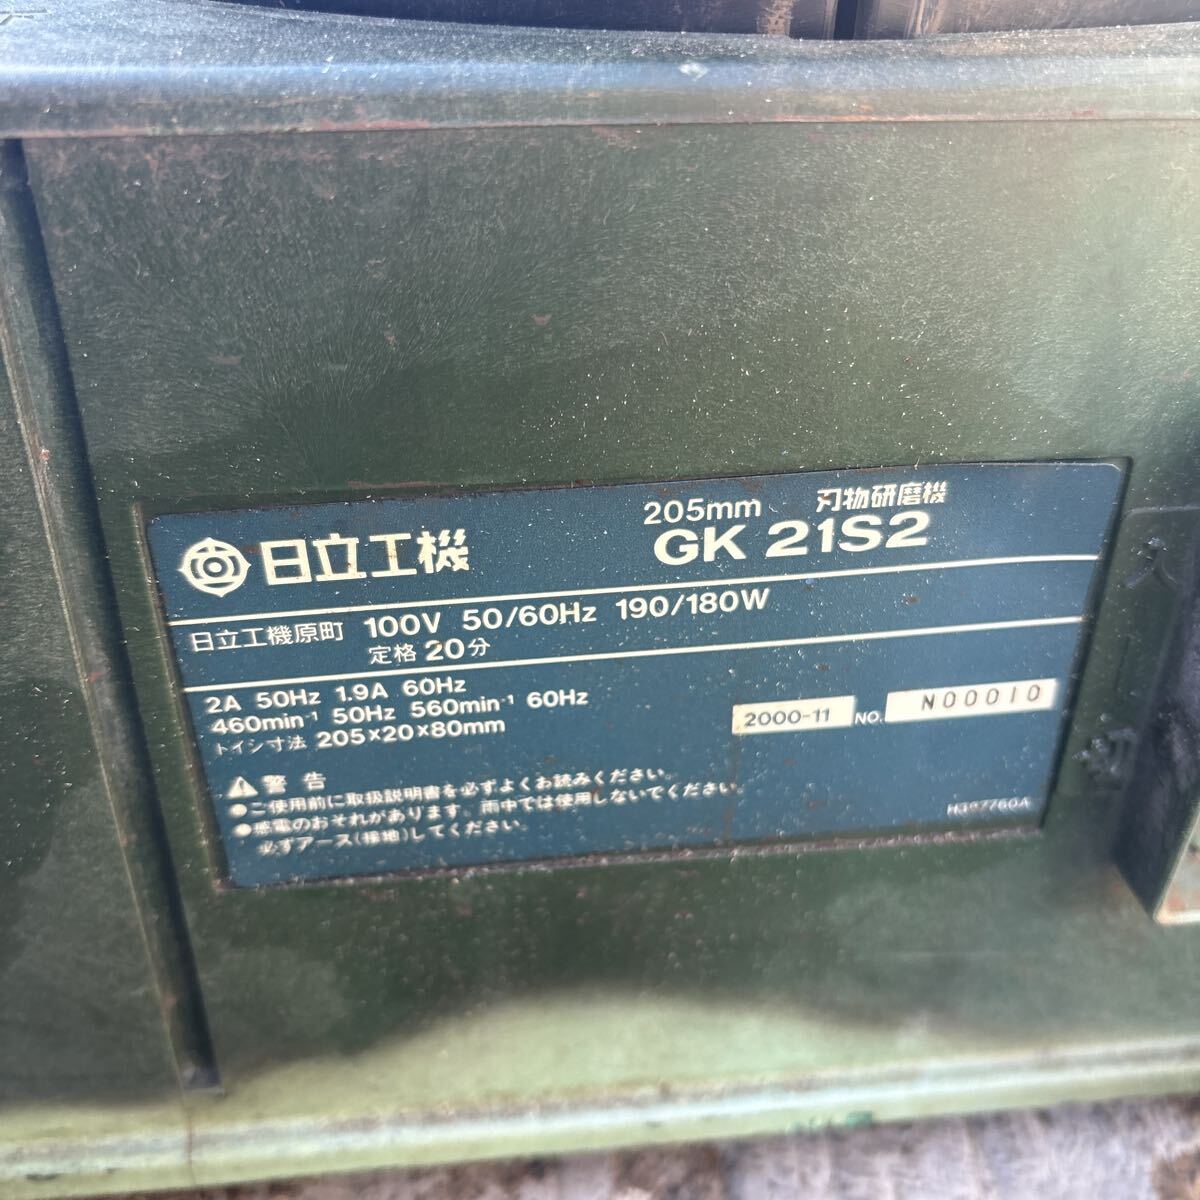 日立工機
205mm 刃物研磨機
GK 21S2
日立工機原町 100V 50/60Hz 190/180W
定格 20分
2A 50Hz 1.9A 60Hz
460min⁻¹ 50Hz 560min⁻¹ 60Hz
トイシ寸法 205×20×80mm
2000-11 NO. N00010
警告
●ご使用前に取扱説明書を必ずよくお読みください。
●感電のおそれがあります。雨中では使用しないでください。
必ずアース(接地)してください。
入
切